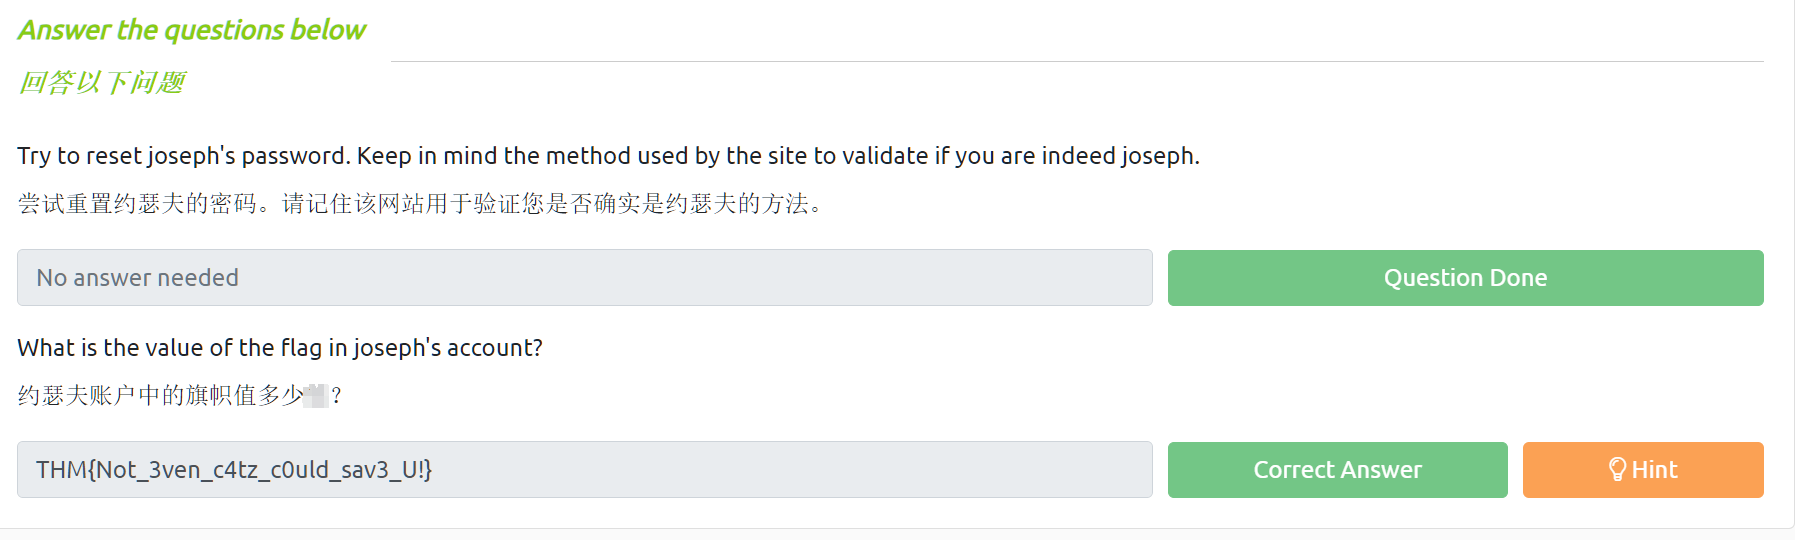 Answer the questions below
回答以下问题
Try to reset joseph's password. Keep in mind the method used by the site to validate if you are indeed joseph.
尝试重置约瑟夫的密码。请记住该网站用于验证您是否确实是约瑟夫的方法。
No answer needed
Question Done
What is the value of the flag in joseph's account?
约瑟夫账户中的旗帜值多少？
THM{Not_3ven_c4tz_c0uld_sav3_U!}
Correct Answer
Hint